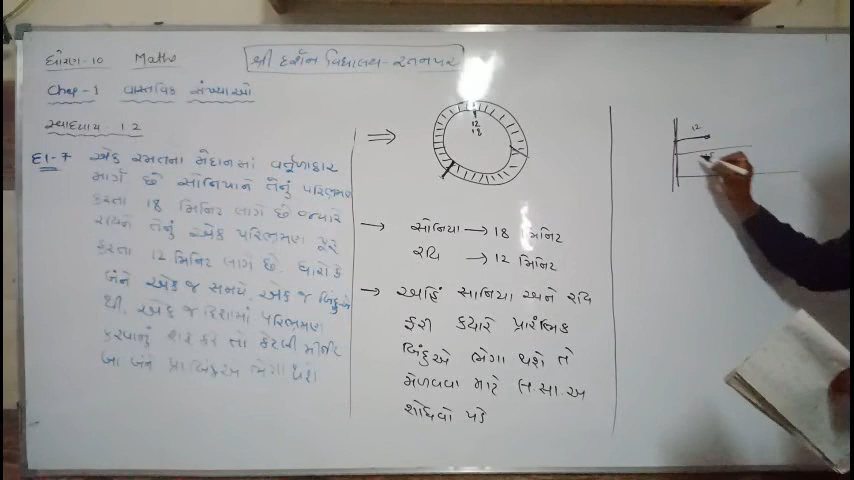 ધોરણ-10 Maths
શ્રી દર્શન વિદ્યાલય - રતનપર
Chap-1 વાસ્તવિક સંખ્યાઓ
સ્વાધ્યાય 1.2
દા-7 એક રમતના મેદાનમાં વર્તુળાકાર
માર્ગ છે સોનિયાને તેનું પરિભ્રમણ
કરતા 18 મિનિટ લાગે છે જ્યારે
રવિને તેનું એક પરિભ્રમણ પુરૂ
કરતા 12 મિનિટ લાગે છે. ધારો કે
બંને એક જ સમયે, એક જ બિંદુએ
થી, એક જ દિશામાં પરિભ્રમણ
કરવાનું શરૂ કરે તો કેટલી મીનીટ
બાદ બંને પ્રા બિંદુએ ભેગા થશે
⇒
12
18
→ સોનિયા → 18 મિનિટ
રવિ → 12 મિનિટ
→ અહિં સોનિયા અને રવિ
ફરી ક્યારે પ્રારંભિક
બિંદુએ ભેગા થશે તે
મેળવવા માટે લ.સા.અ
શોધવો પડે
12